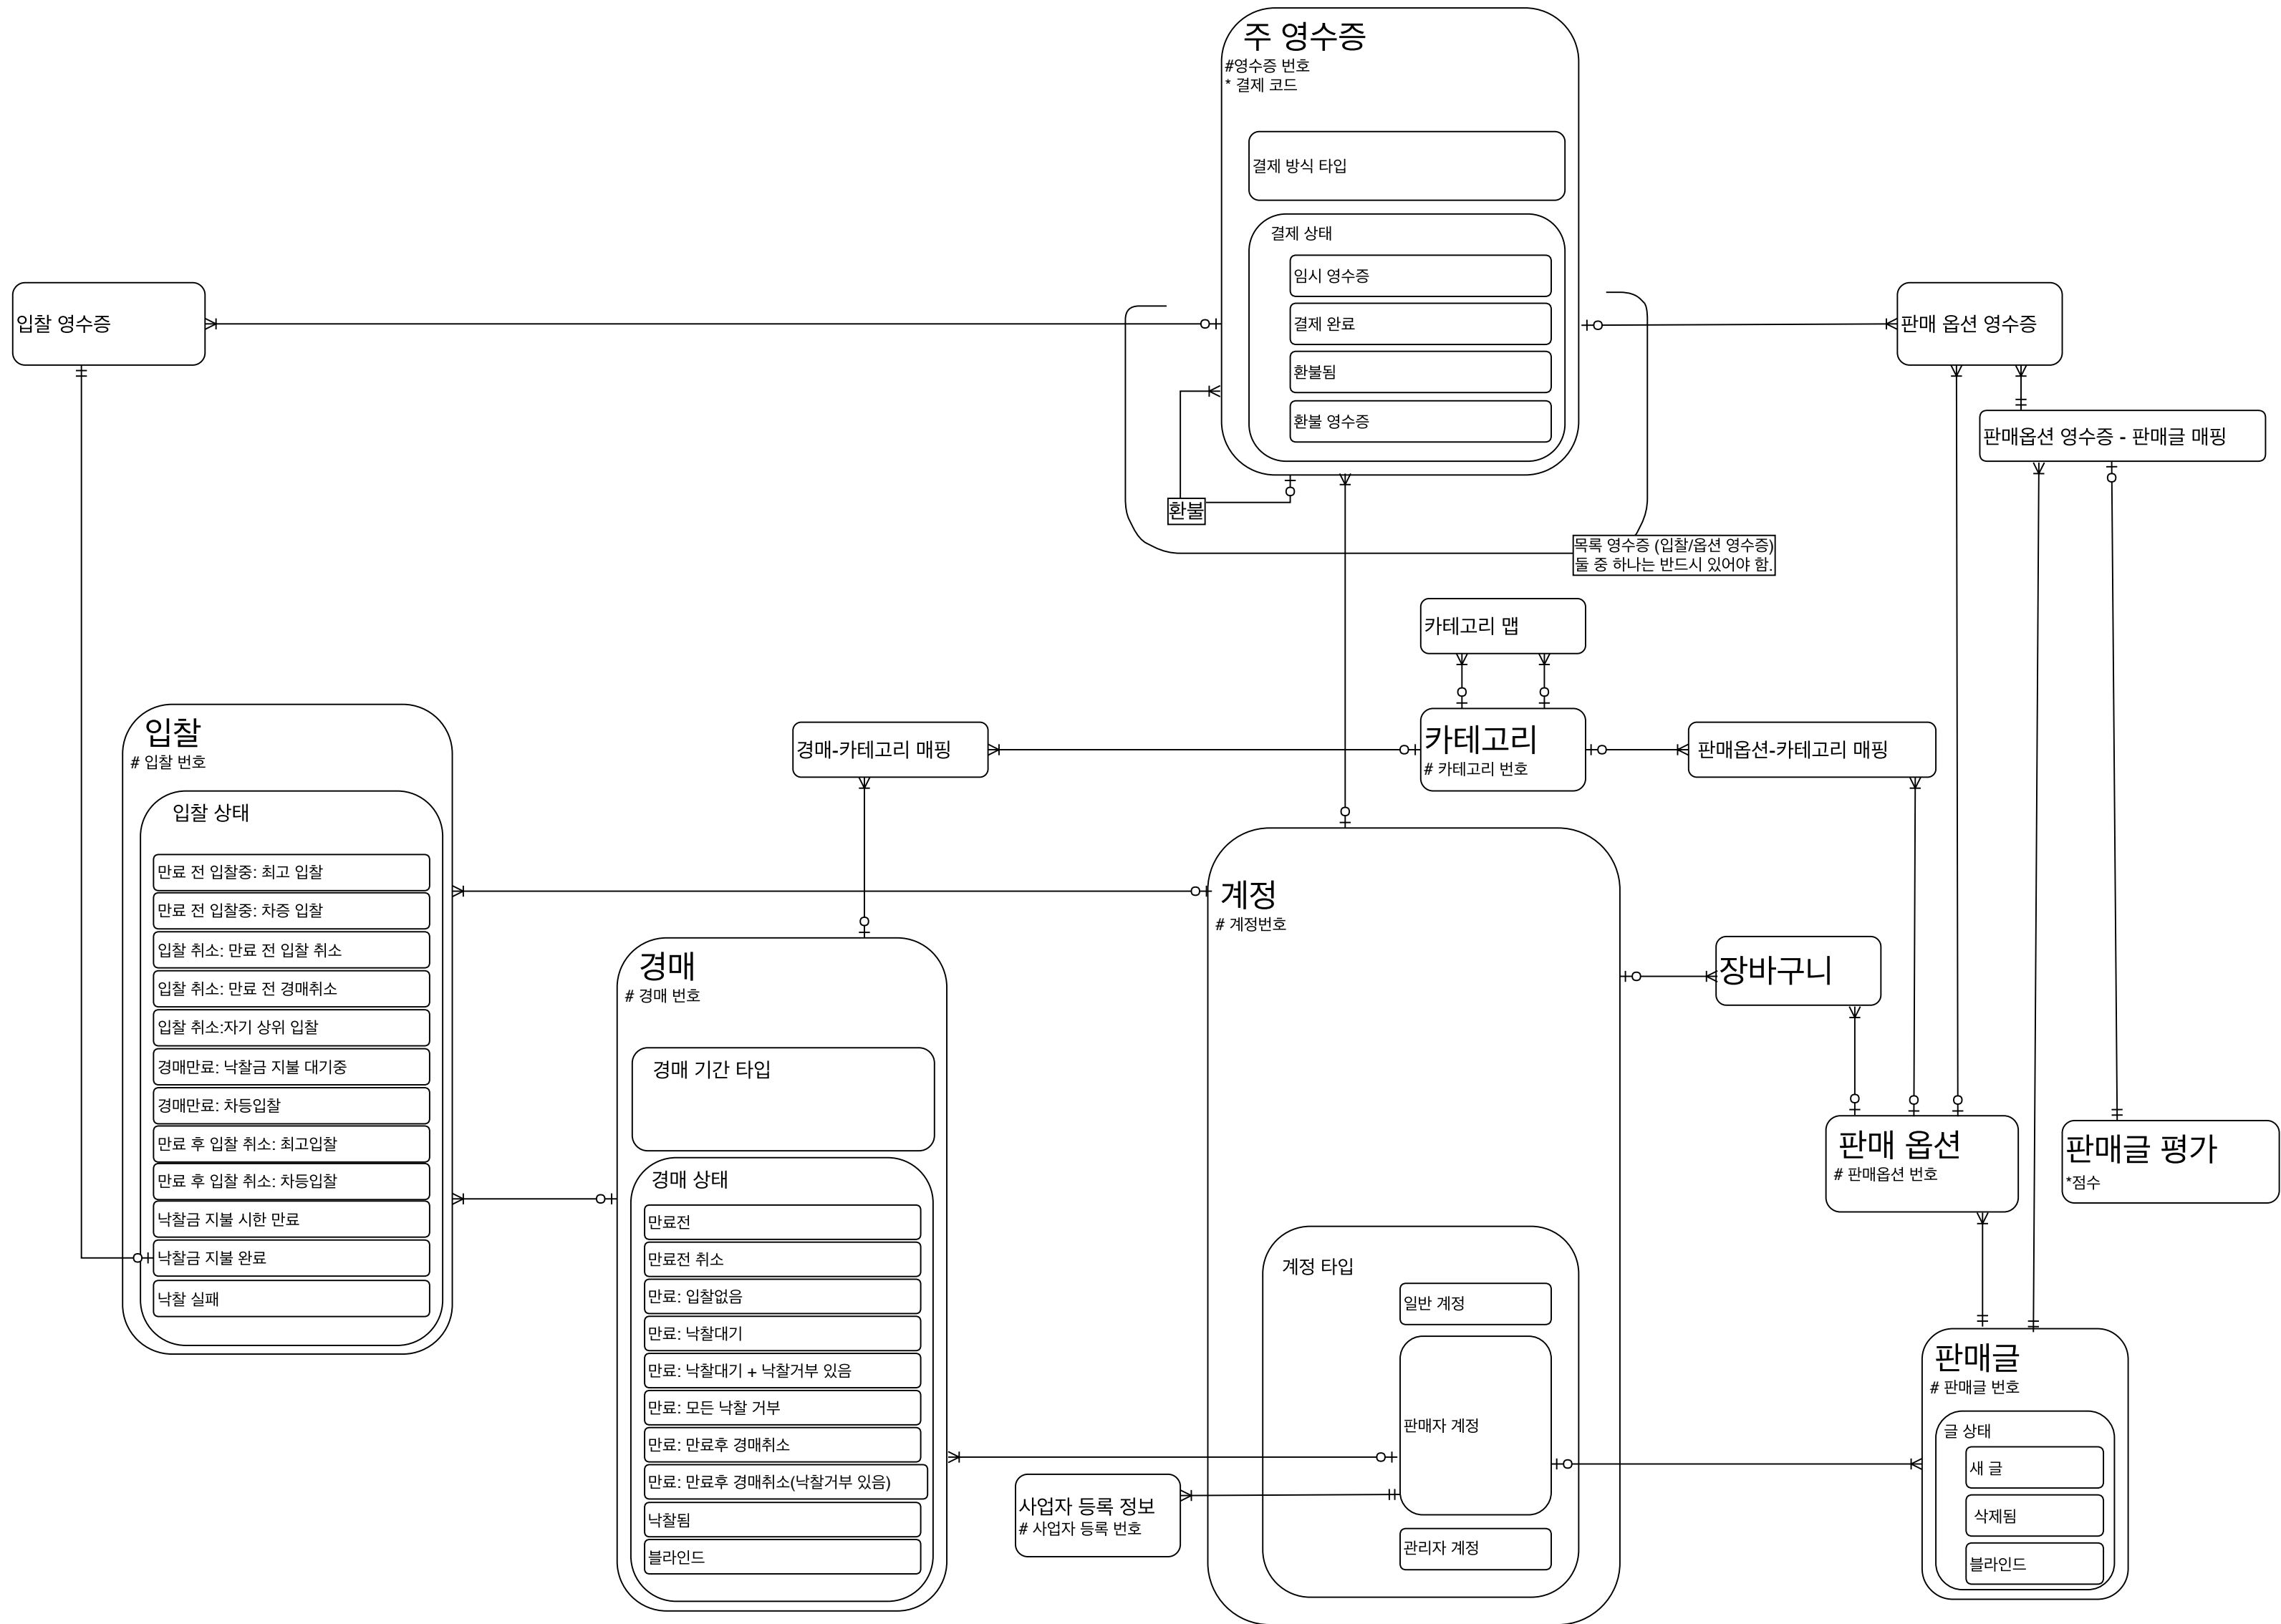 주 영수증
#영수증 번호
* 결제 코드
결제 방식 타입
결제 상태
임시 영수증
결제 완료
환불됨
환불 영수증
입찰 영수증
판매 옵션 영수증
판매옵션 영수증 - 판매글 매핑
환불
목록 영수증 (입찰/옵션 영수증)
둘 중 하나는 반드시 있어야 함.
카테고리 맵
카테고리
# 카테고리 번호
경매-카테고리 매핑
판매옵션-카테고리 매핑
입찰
# 입찰 번호
입찰 상태
만료 전 입찰중: 최고 입찰
만료 전 입찰중: 차증 입찰
입찰 취소: 만료 전 입찰 취소
입찰 취소: 만료 전 경매취소
입찰 취소:자기 상위 입찰
경매만료: 낙찰금 지불 대기중
경매만료: 차등입찰
만료 후 입찰 취소: 최고입찰
만료 후 입찰 취소: 차등입찰
낙찰금 지불 시한 만료
낙찰금 지불 완료
낙찰 실패
경매
# 경매 번호
경매 기간 타입
경매 상태
만료전
만료전 취소
만료: 입찰없음
만료: 낙찰대기
만료: 낙찰대기 + 낙찰거부 있음
만료: 모든 낙찰 거부
만료: 만료후 경매취소
만료: 만료후 경매취소(낙찰거부 있음)
낙찰됨
블라인드
계정
# 계정번호
계정 타입
일반 계정
판매자 계정
관리자 계정
사업자 등록 정보
# 사업자 등록 번호
장바구니
판매 옵션
# 판매옵션 번호
판매글 평가
*점수
판매글
# 판매글 번호
글 상태
새 글
삭제됨
블라인드